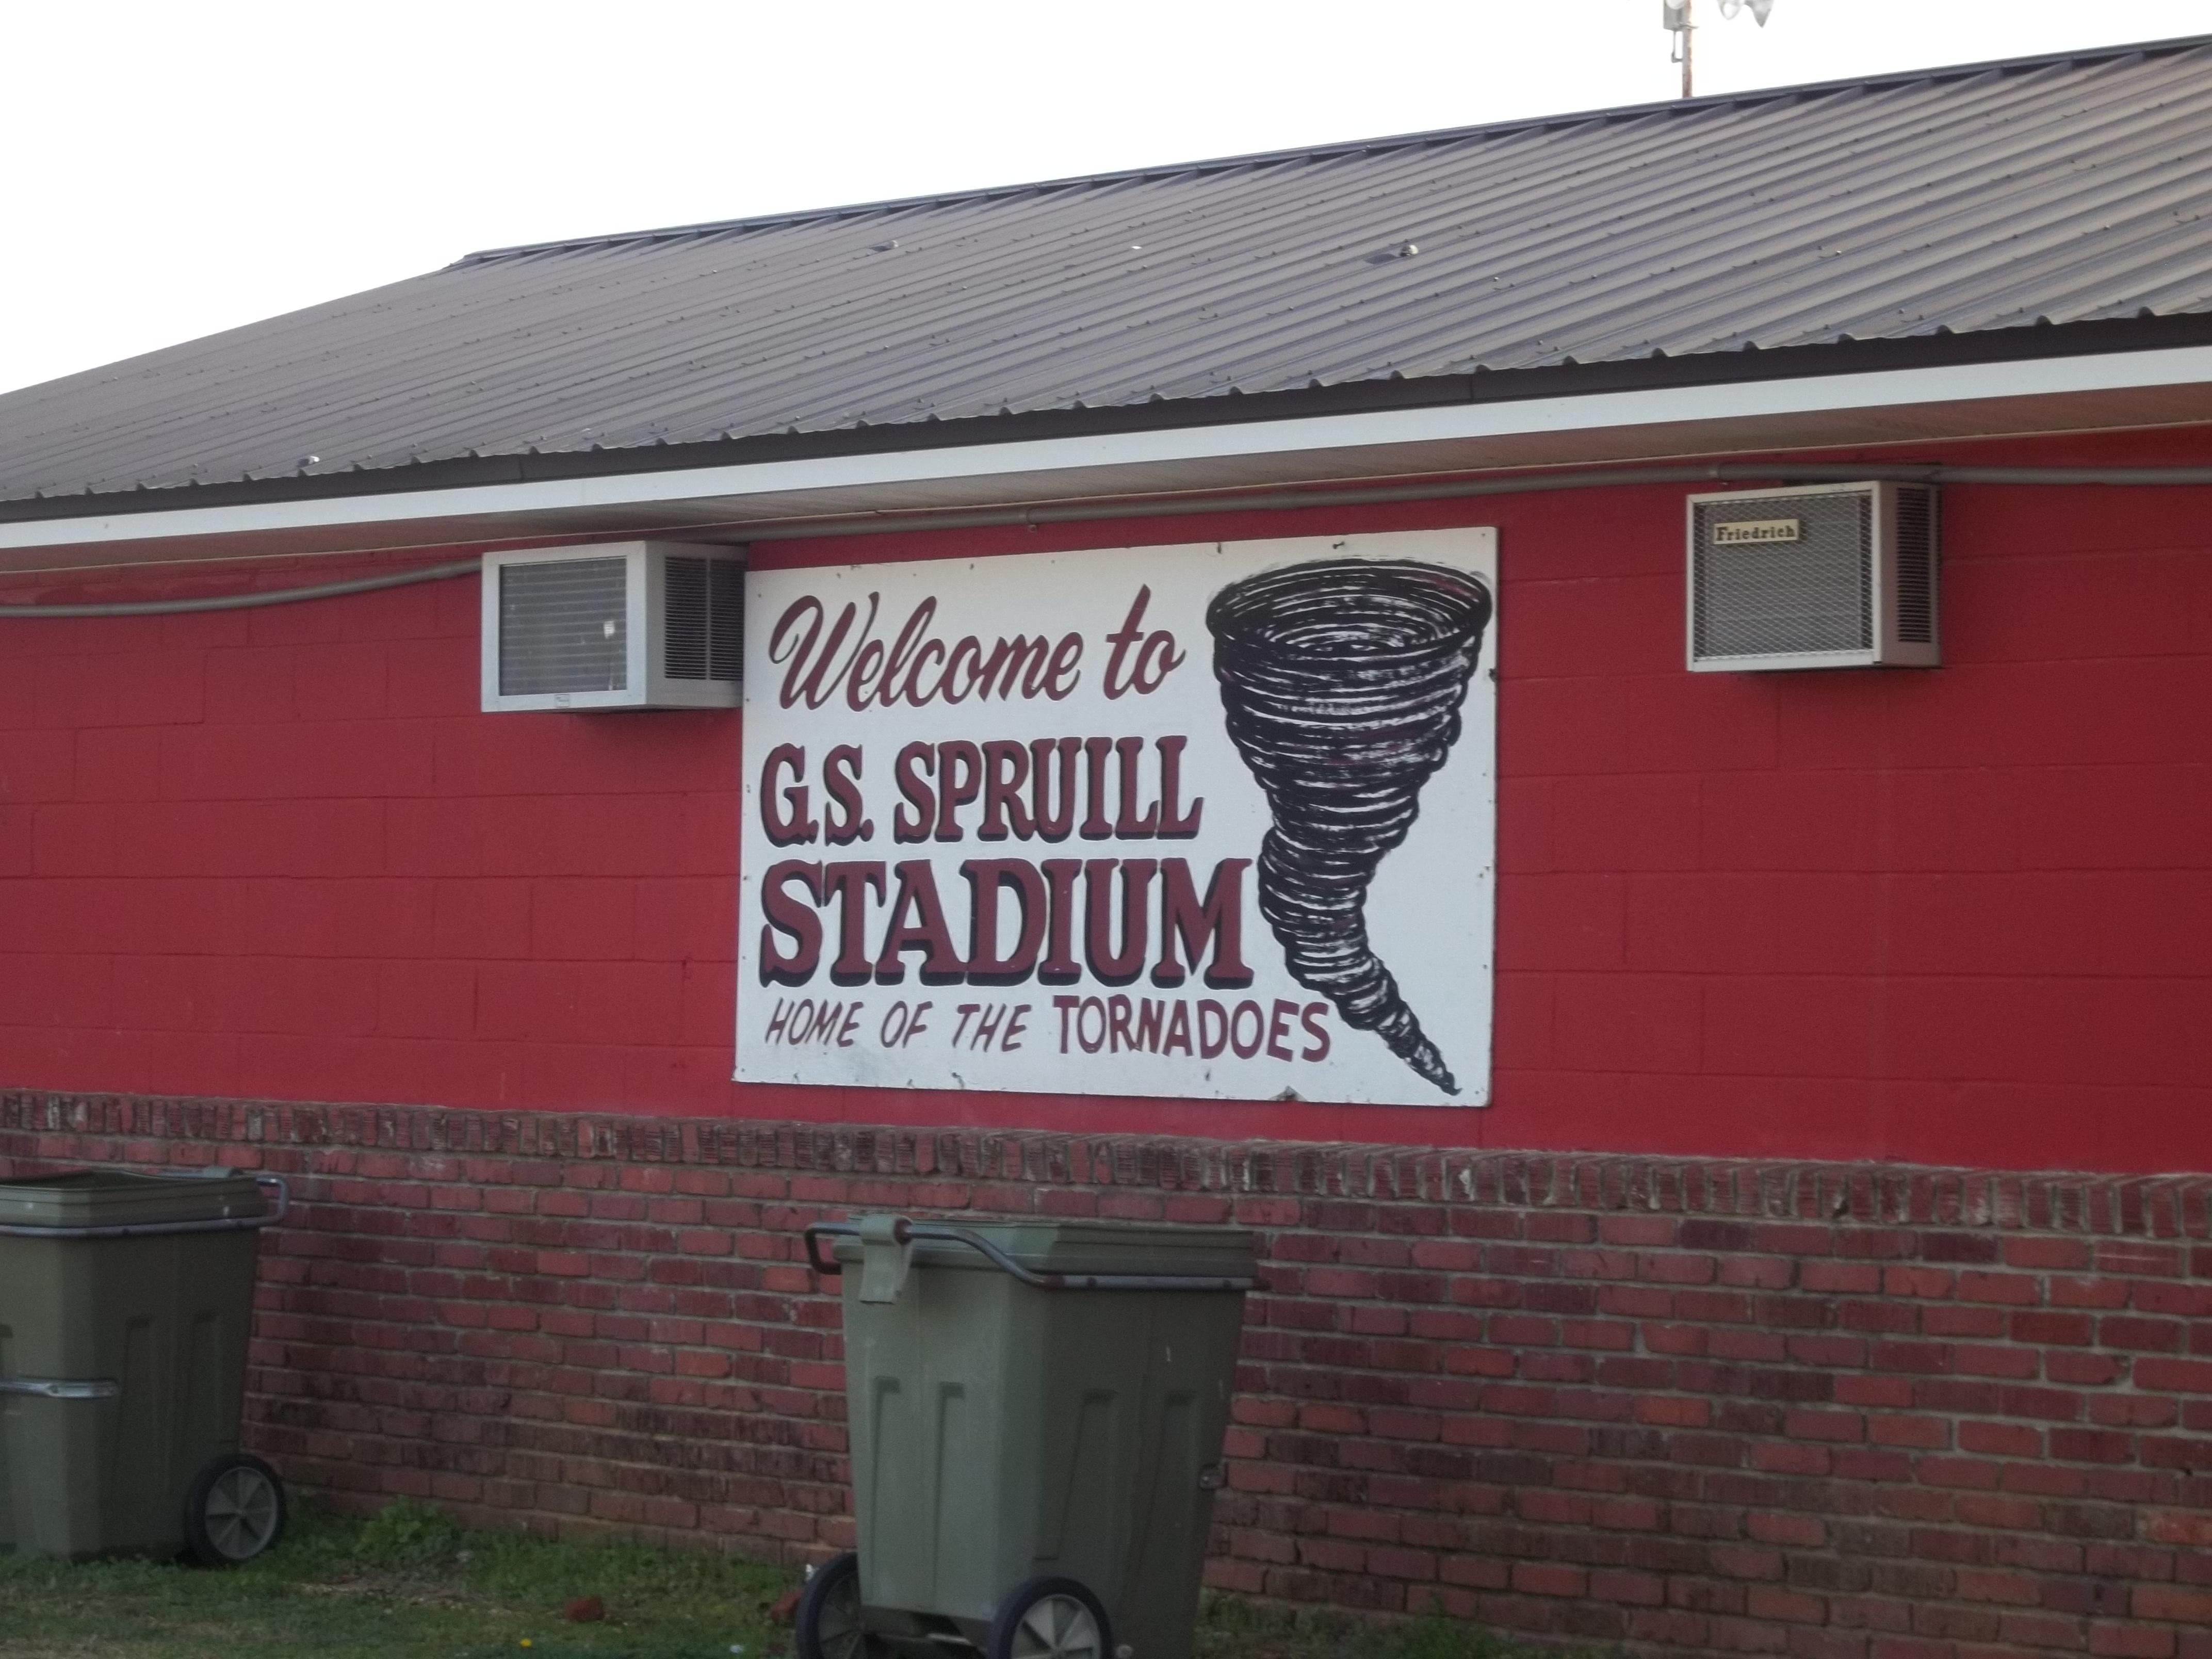 Welcome to
G.S. SPRUILL
STADIUM
HOME OF THE TORNADOES
Friedrich